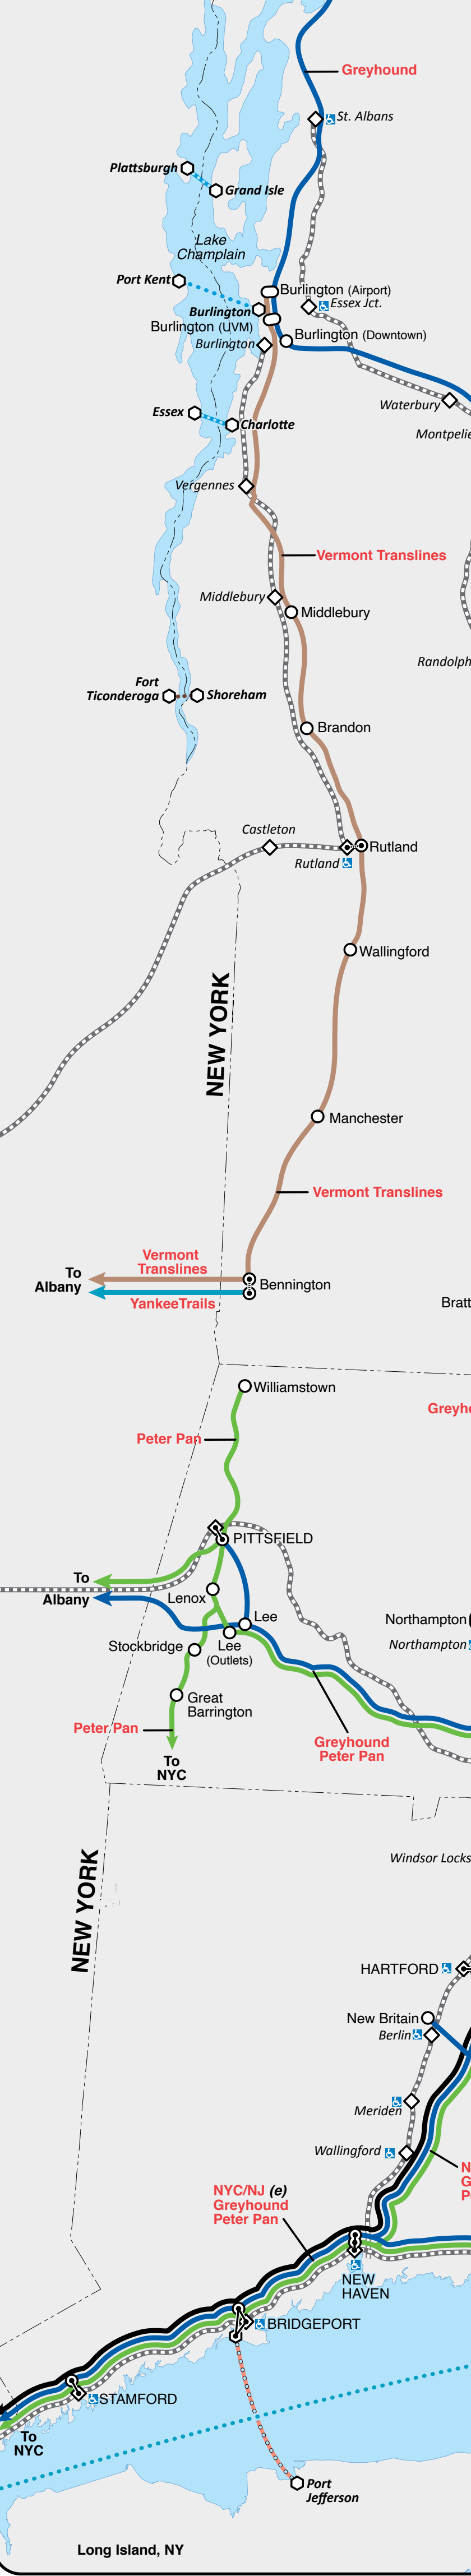 Greyhound
St. Albans
Plattsburgh
Grand Isle
Lake
Champlain
Port Kent
Burlington (Airport)
Essex Jct.
Burlington
Burlington (UVM)
Burlington (Downtown)
Burlington
Waterbury
Essex
Charlotte
Montpelie
Vergennes
Vermont Translines
Middlebury
Middlebury
Randolph
Fort
Ticonderoga
Shoreham
Brandon
Castleton
Rutland
Rutland
Wallingford
NEW YORK
Manchester
Vermont Translines
Vermont
Translines
To
Albany
Bennington
YankeeTrails
Bratt
Williamstown
Greyho
Peter Pan
PITTSFIELD
To
Albany
Lenox
Lee
Northampton
Stockbridge
Lee
(Outlets)
Northampton
Great
Barrington
Peter Pan
Greyhound
Peter Pan
To
NYC
NEW YORK
Windsor Locks
HARTFORD
New Britain
Berlin
Meriden
Wallingford
N
G
P
NYC/NJ (e)
Greyhound
Peter Pan
NEW
HAVEN
BRIDGEPORT
STAMFORD
To
NYC
Port
Jefferson
Long Island, NY